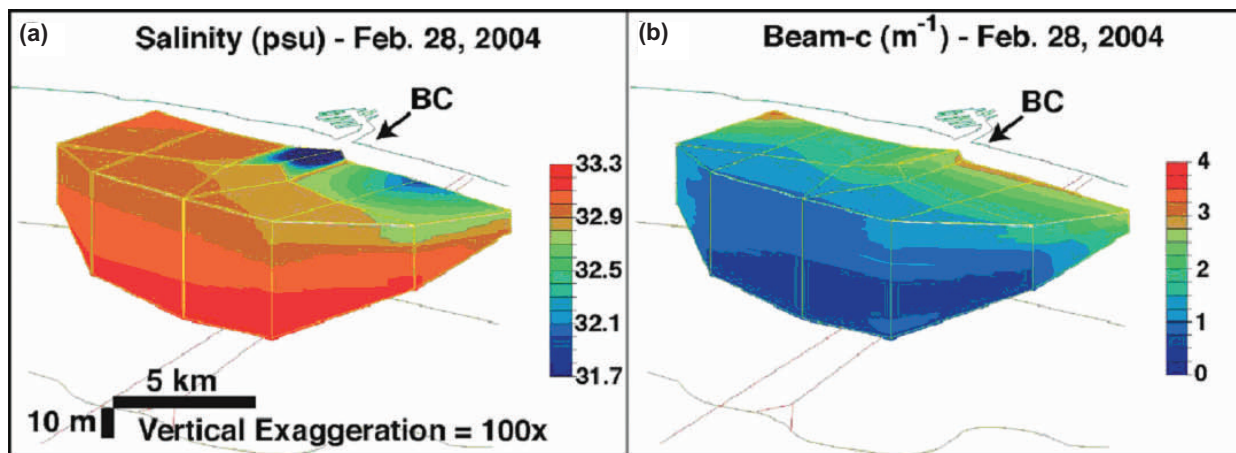 (a)
Salinity (psu) - Feb. 28, 2004
BC
33.3
32.9
32.5
32.1
31.7
5 km
10 m
Vertical Exaggeration = 100x
(b)
Beam-c (m⁻¹) - Feb. 28, 2004
BC
4
3
2
1
0